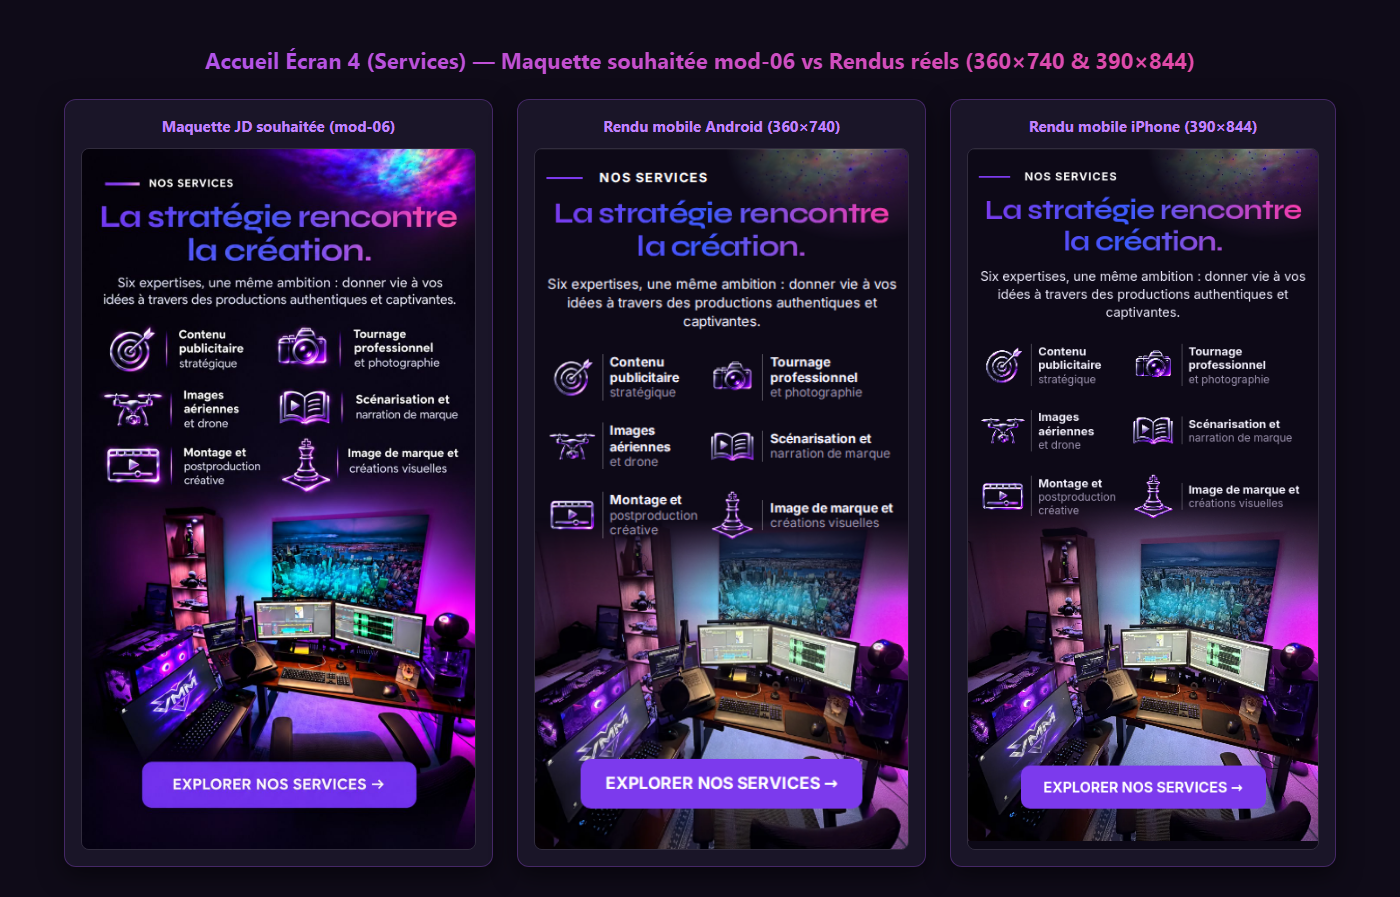 Accueil Écran 4 (Services) — Maquette souhaitée mod-06 vs Rendus réels (360×740 & 390×844)
Maquette JD souhaitée (mod-06)
NOS SERVICES
La stratégie rencontre
la création.
Six expertises, une même ambition : donner vie à vos
idées à travers des productions authentiques et captivantes.
Contenu
publicitaire
stratégique
Tournage
professionnel
et photographie
Images
aériennes
et drone
Scénarisation et
narration de marque
Montage et
postproduction
créative
Image de marque et
créations visuelles
EXPLORER NOS SERVICES →
Rendu mobile Android (360×740)
NOS SERVICES
La stratégie rencontre
la création.
Six expertises, une même ambition : donner vie à vos
idées à travers des productions authentiques et
captivantes.
Contenu
publicitaire
stratégique
Tournage
professionnel
et photographie
Images
aériennes
et drone
Scénarisation et
narration de marque
Montage et
postproduction
créative
Image de marque et
créations visuelles
EXPLORER NOS SERVICES →
Rendu mobile iPhone (390×844)
NOS SERVICES
La stratégie rencontre
la création.
Six expertises, une même ambition : donner vie à vos
idées à travers des productions authentiques et
captivantes.
Contenu
publicitaire
stratégique
Tournage
professionnel
et photographie
Images
aériennes
et drone
Scénarisation et
narration de marque
Montage et
postproduction
créative
Image de marque et
créations visuelles
EXPLORER NOS SERVICES →